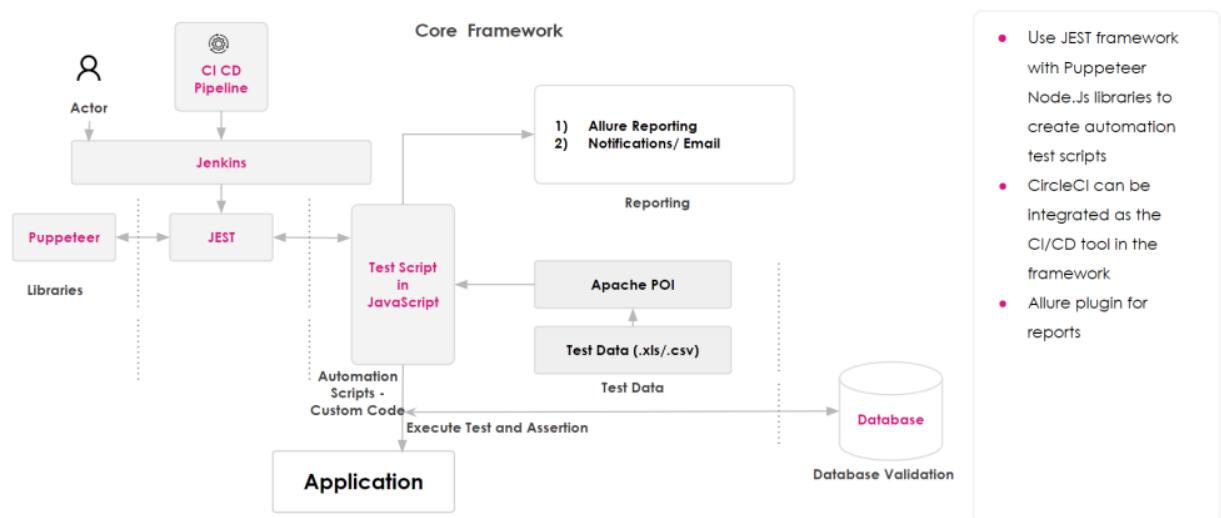 Core Framework
CI CD
Pipeline
Actor
Jenkins
1) Allure Reporting
2) Notifications/ Email
Reporting
Puppeteer
JEST
Libraries
Test Script
in
JavaScript
Apache POI
Test Data (.xls/.csv)
Test Data
Automation
Scripts -
Custom Code
Execute Test and Assertion
Database
Database Validation
Application
● Use JEST framework
with Puppeteer
Node.Js libraries to
create automation
test scripts
● CircleCI can be
integrated as the
CI/CD tool in the
framework
● Allure plugin for
reports